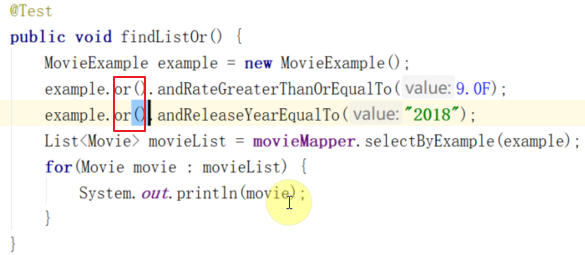 @Test
public void findListOr() {
MovieExample example = new MovieExample();
example.or().andRateGreaterThanOrEqualTo( value: 9.0F);
example.or().andReleaseYearEqualTo( value: "2018");
List<Movie> movieList = movieMapper.selectByExample(example);
for(Movie movie : movieList) {
System.out.println(movie);
}
}